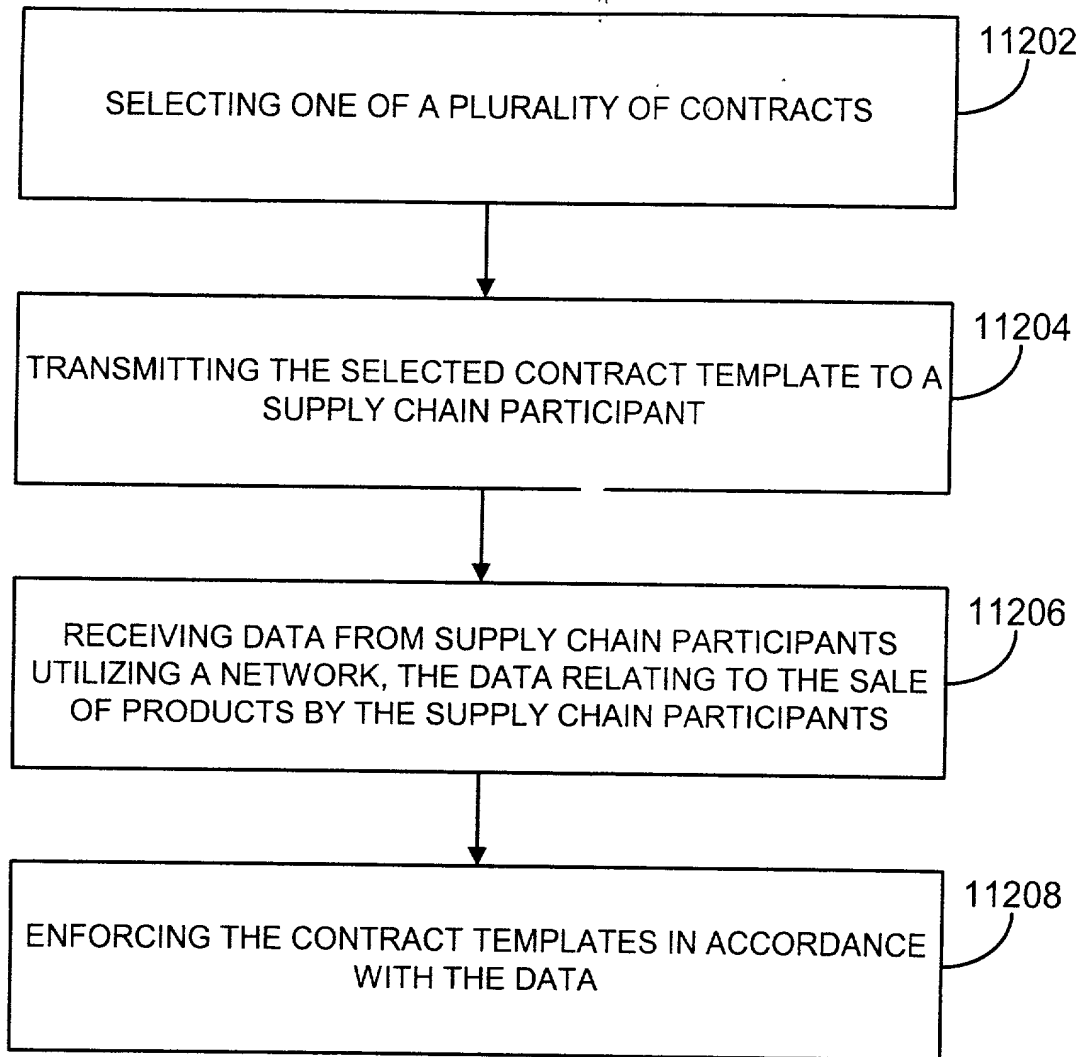 11202
SELECTING ONE OF A PLURALITY OF CONTRACTS
11204
TRANSMITTING THE SELECTED CONTRACT TEMPLATE TO A
SUPPLY CHAIN PARTICIPANT
11206
RECEIVING DATA FROM SUPPLY CHAIN PARTICIPANTS
UTILIZING A NETWORK, THE DATA RELATING TO THE SALE
OF PRODUCTS BY THE SUPPLY CHAIN PARTICIPANTS
11208
ENFORCING THE CONTRACT TEMPLATES IN ACCORDANCE
WITH THE DATA